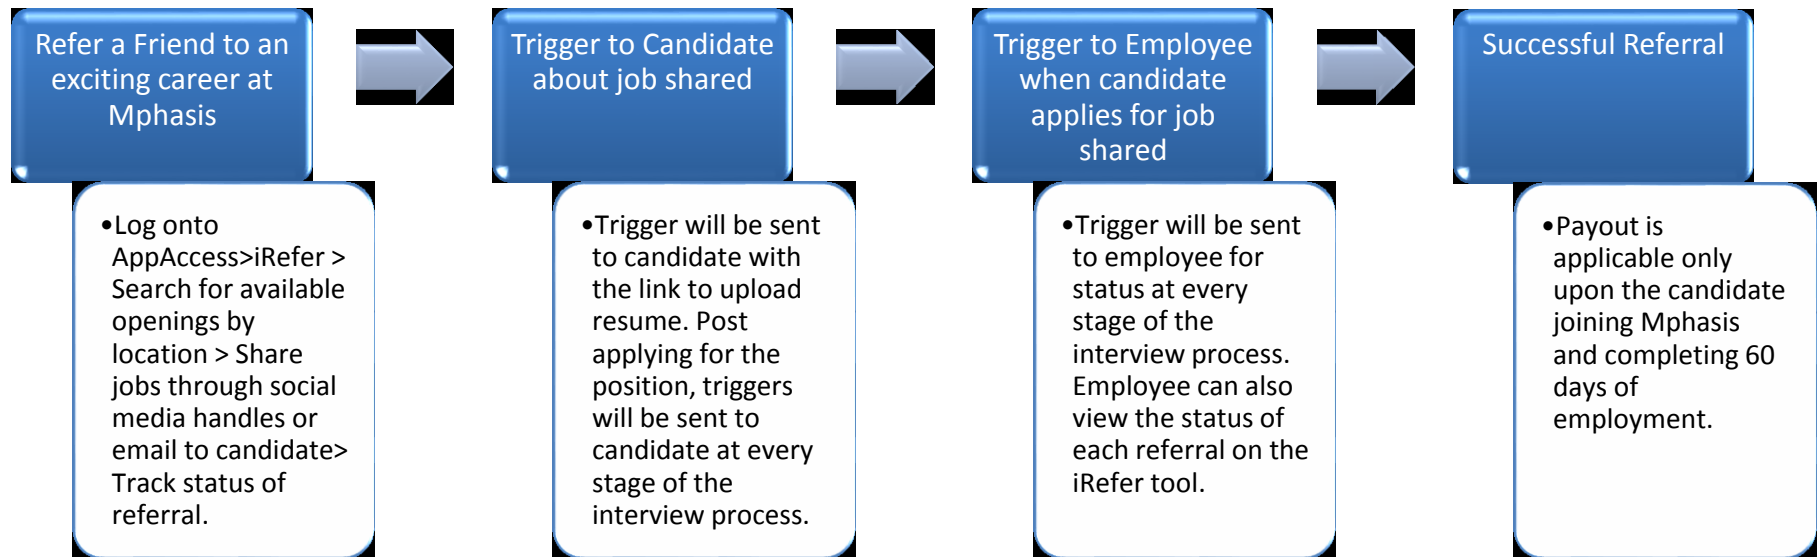 Refer a Friend to an
exciting career at
Mphasis
•Log onto
AppAccess>iRefer >
Search for available
openings by
location > Share
jobs through social
media handles or
email to candidate>
Track status of
referral.
Trigger to Candidate
about job shared
•Trigger will be sent
to candidate with
the link to upload
resume. Post
applying for the
position, triggers
will be sent to
candidate at every
stage of the
interview process.
Trigger to Employee
when candidate
applies for job
shared
•Trigger will be sent
to employee for
status at every
stage of the
interview process.
Employee can also
view the status of
each referral on the
iRefer tool.
Successful Referral
•Payout is
applicable only
upon the candidate
joining Mphasis
and completing 60
days of
employment.